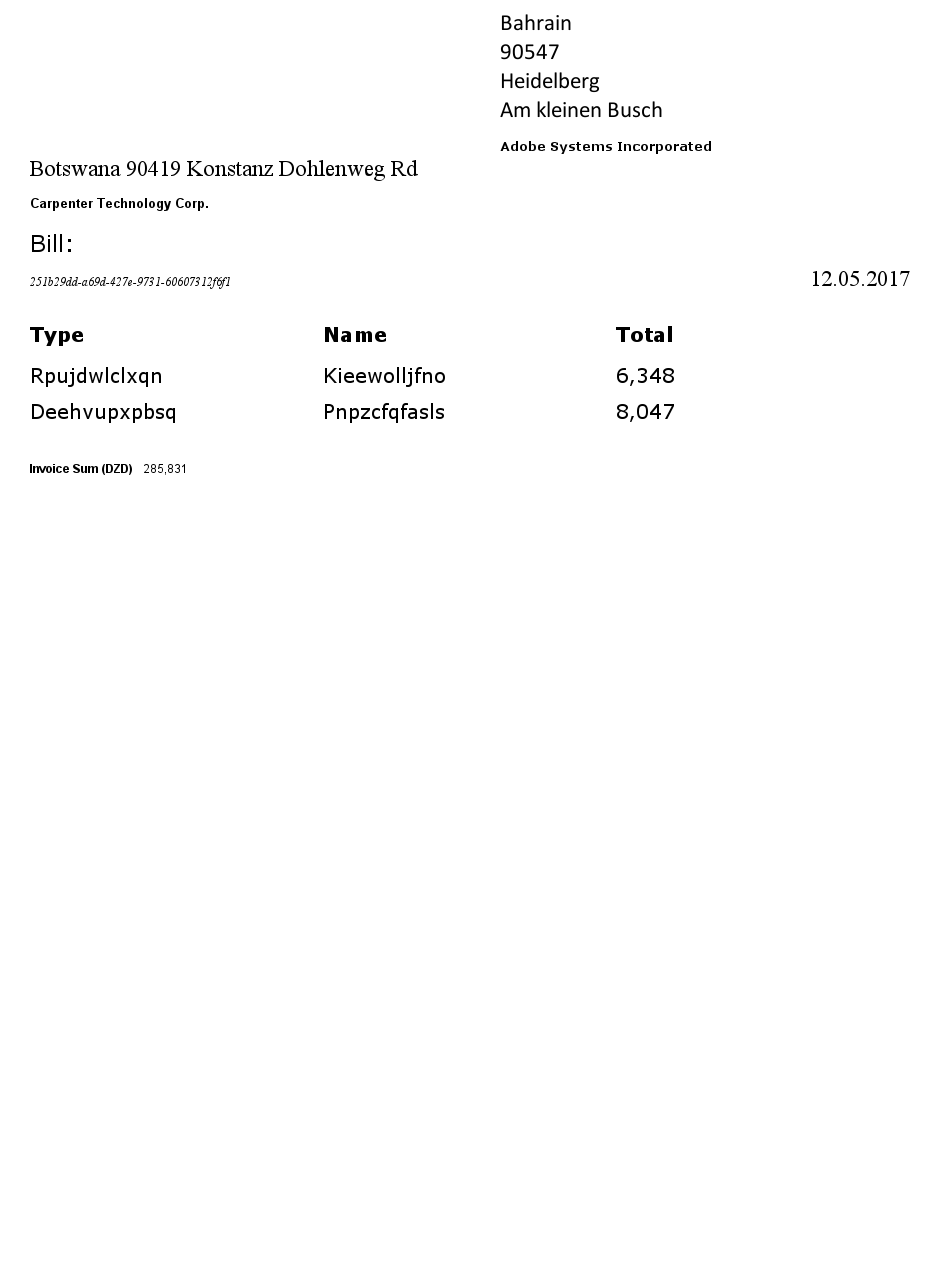 Bahrain
90547
Heidelberg
Am kleinen Busch
Adobe Systems Incorporated
Botswana 90419 Konstanz Dohlenweg Rd
Carpenter Technology Corp.
Bill:
251b29dd-a69d-427e-9731-60607312f6f1 12.05.2017
Type Name Total
Rpujdwlclxqn Kieewolljfno 6,348
Deehvupxpbsq Pnpzcfqfasls 8,047
Invoice Sum (DZD) 285,831